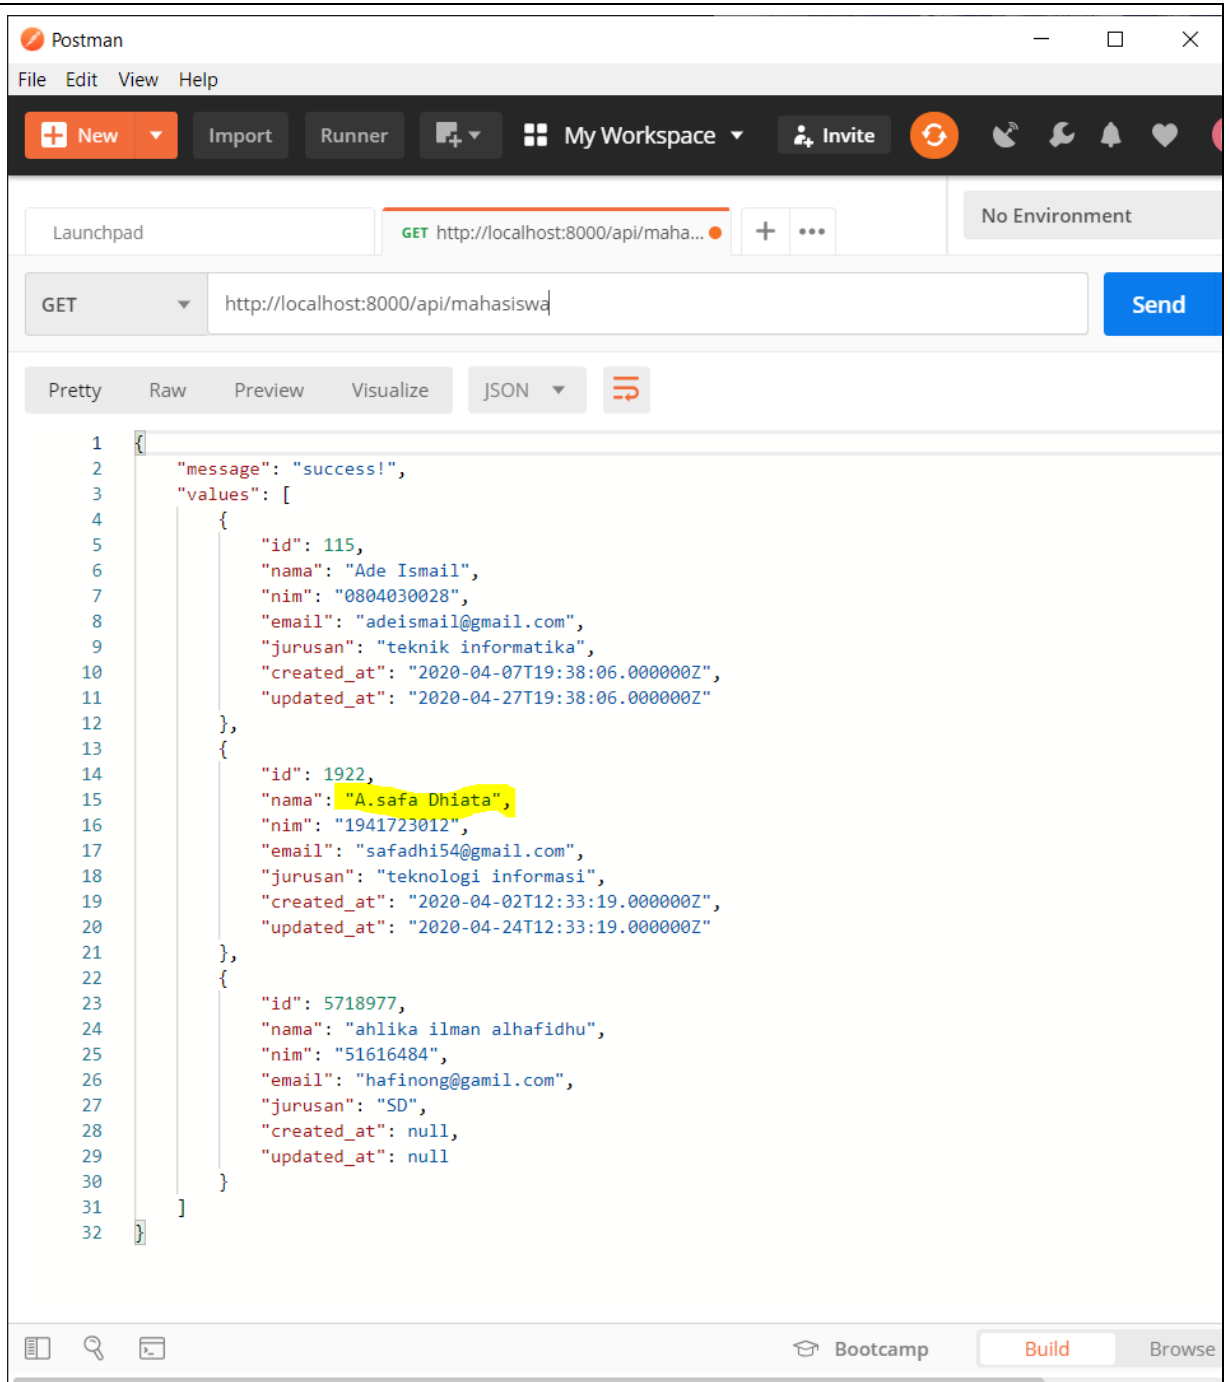 Postman
File Edit View Help
New Import Runner My Workspace Invite
Launchpad GET http://localhost:8000/api/maha... No Environment
GET http://localhost:8000/api/mahasiswa Send
Pretty Raw Preview Visualize JSON
1 {
2 "message": "success!",
3 "values": [
4 {
5 "id": 115,
6 "nama": "Ade Ismail",
7 "nim": "0804030028",
8 "email": "adeismail@gmail.com",
9 "jurusan": "teknik informatika",
10 "created_at": "2020-04-07T19:38:06.000000Z",
11 "updated_at": "2020-04-27T19:38:06.000000Z"
12 },
13 {
14 "id": 1922,
15 "nama": "A.safa Dhiata",
16 "nim": "1941723012",
17 "email": "safadhi54@gmail.com",
18 "jurusan": "teknologi informasi",
19 "created_at": "2020-04-02T12:33:19.000000Z",
20 "updated_at": "2020-04-24T12:33:19.000000Z"
21 },
22 {
23 "id": 5718977,
24 "nama": "ahlika ilman alhafidhu",
25 "nim": "51616484",
26 "email": "hafinong@gamil.com",
27 "jurusan": "SD",
28 "created_at": null,
29 "updated_at": null
30 }
31 ]
32 }
Bootcamp Build Browse